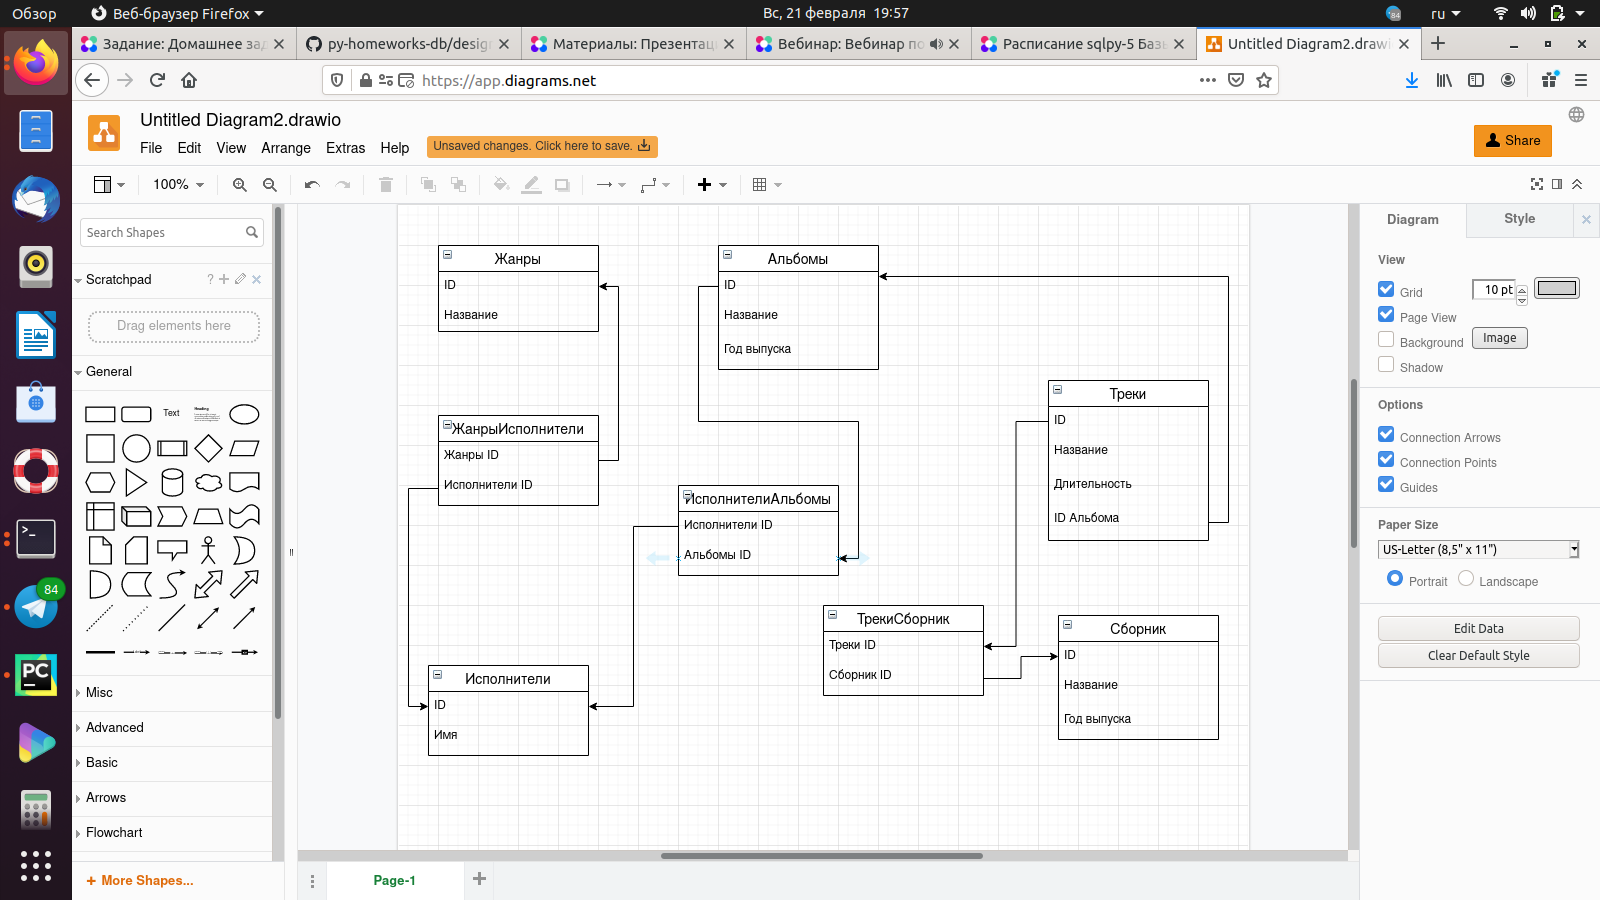 Обзор
Веб-браузер Firefox
Вс, 21 февраля 19:57
84
ru
Задание: Домашнее зад
py-homeworks-db/desig
Материалы: Презентац
Вебинар: Вебинар по
Расписание sqlpy-5 Базы
Untitled Diagram2.drawi
https://app.diagrams.net
Untitled Diagram2.drawio
File
Edit
View
Arrange
Extras
Help
Unsaved changes. Click here to save.
Share
100%
Search Shapes
Scratchpad
?
Drag elements here
General
Text
Heading
Misc
Advanced
Basic
Arrows
Flowchart
+ More Shapes...
84
PC
Жанры
ID
Название
Альбомы
ID
Название
Год выпуска
Треки
ID
Название
Длительность
ID Альбома
ЖанрыИсполнители
Жанры ID
Исполнители ID
ИсполнителиАльбомы
Исполнители ID
Альбомы ID
ТрекиСборник
Треки ID
Сборник ID
Сборник
ID
Название
Год выпуска
Исполнители
ID
Имя
Page-1
Diagram
Style
View
Grid
10 pt
Page View
Background
Image
Shadow
Options
Connection Arrows
Connection Points
Guides
Paper Size
US-Letter (8,5" x 11")
Portrait
Landscape
Edit Data
Clear Default Style